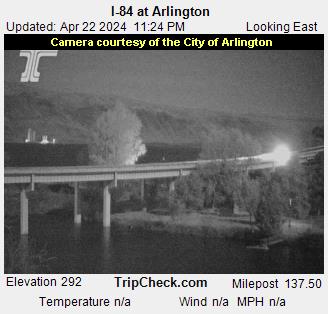 I-84 at Arlington
Updated: Apr 22 2024 11:24 PM Looking East
Camera courtesy of the City of Arlington
Elevation 292 TripCheck.com Milepost 137.50
Temperature n/a Wind n/a MPH n/a